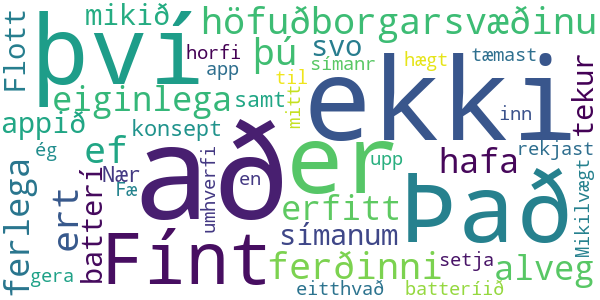 Flott
mikið
höfuðborgarsvæðinu
því
horfi
þú
svo
hægt
tæmast
app
símanr
til
eiginlega
samt
mitt
ekki
inn
tekur
appið
konsept
ef
er
hafa
rekjast
ég
Nær
að
en
upp
Það
Mikilvægt
ferlega
ert
batterí
Fæ
umhverfi
erfitt
Fínt
símanum
gera
ferðinni
setja
alveg
eitthvað
batteríið